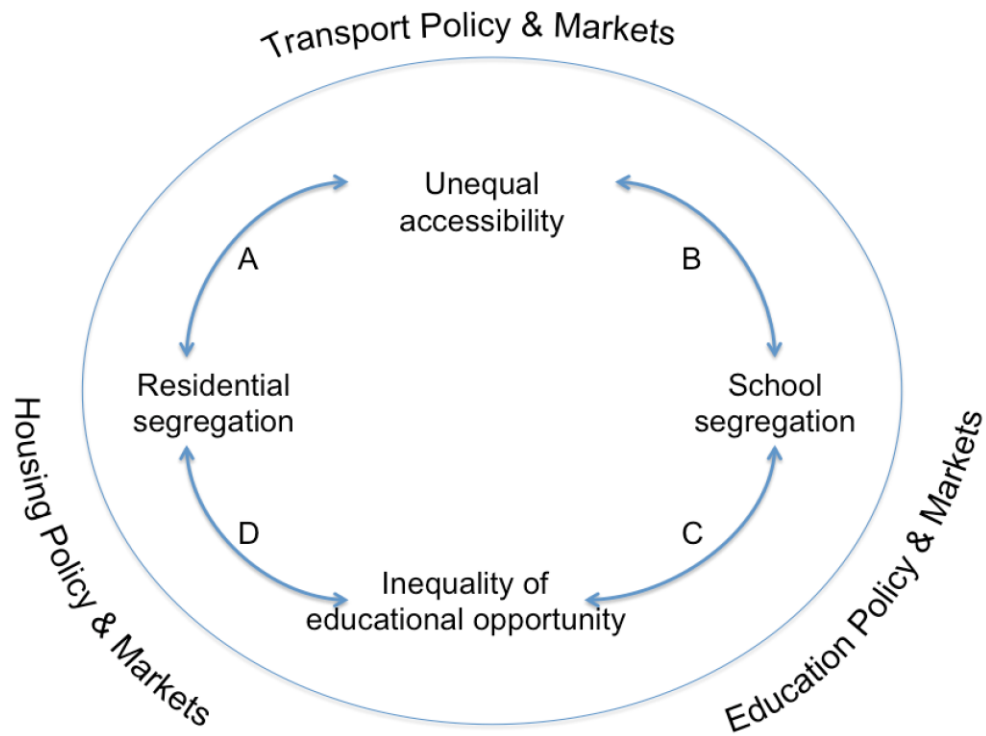 Transport Policy & Markets
Unequal
accessibility
A
B
Residential
segregation
School
segregation
D
C
Inequality of
educational opportunity
Housing Policy & Markets
Education Policy & Markets